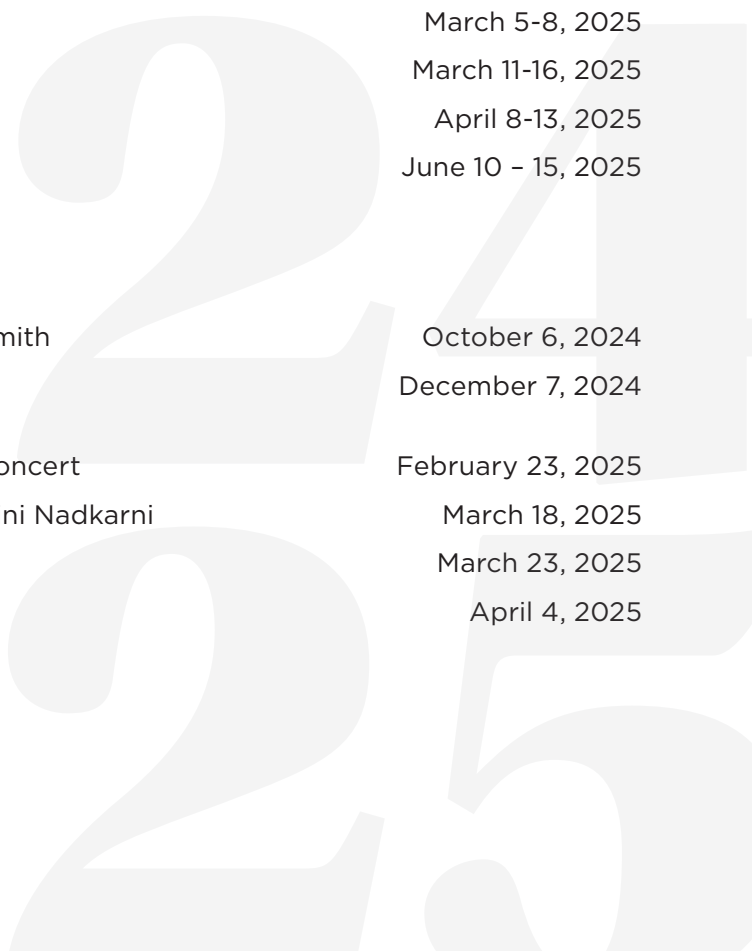 March 5-8, 2025
March 11-16, 2025
April 8-13, 2025
June 10 – 15, 2025
mith October 6, 2024
December 7, 2024
oncert February 23, 2025
ni Nadkarni March 18, 2025
March 23, 2025
April 4, 2025
24
25